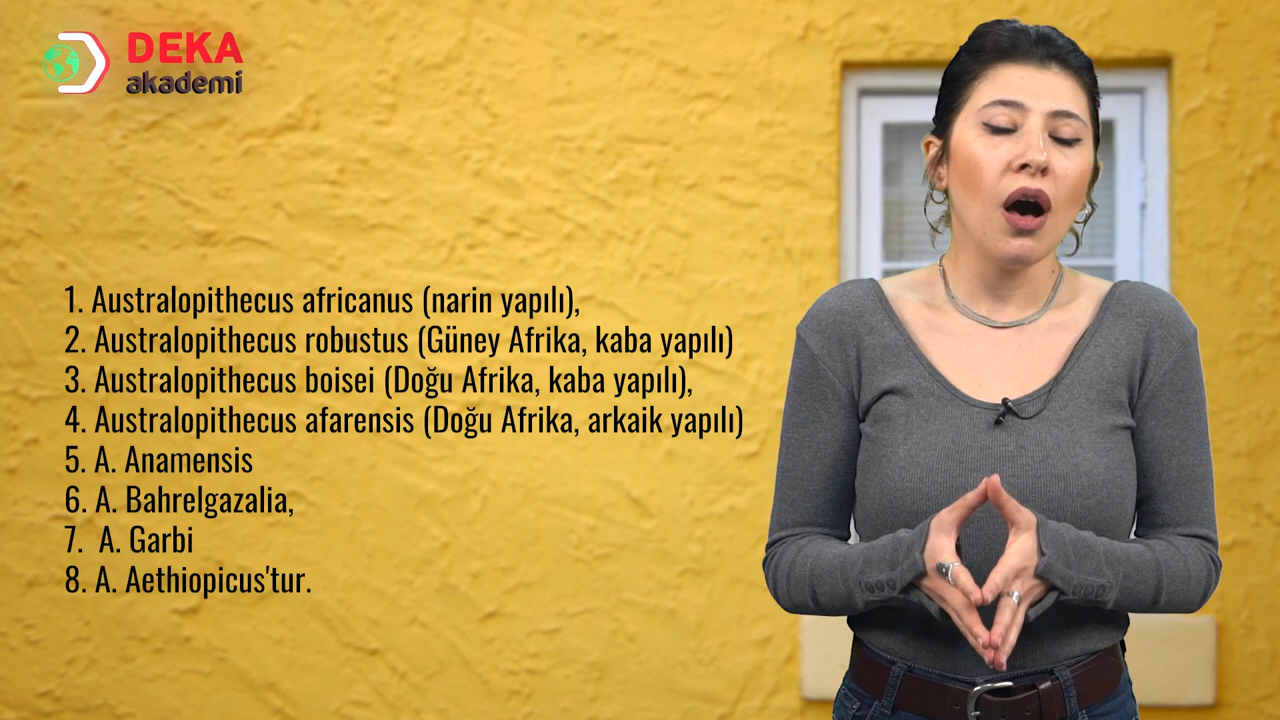 DEKA
akademi
1. Australopithecus africanus (narin yapılı),
2. Australopithecus robustus (Güney Afrika, kaba yapılı)
3. Australopithecus boisei (Doğu Afrika, kaba yapılı),
4. Australopithecus afarensis (Doğu Afrika, arkaik yapılı)
5. A. Anamensis
6. A. Bahrelgazalia,
7.  A. Garbi
8. A. Aethiopicus'tur.